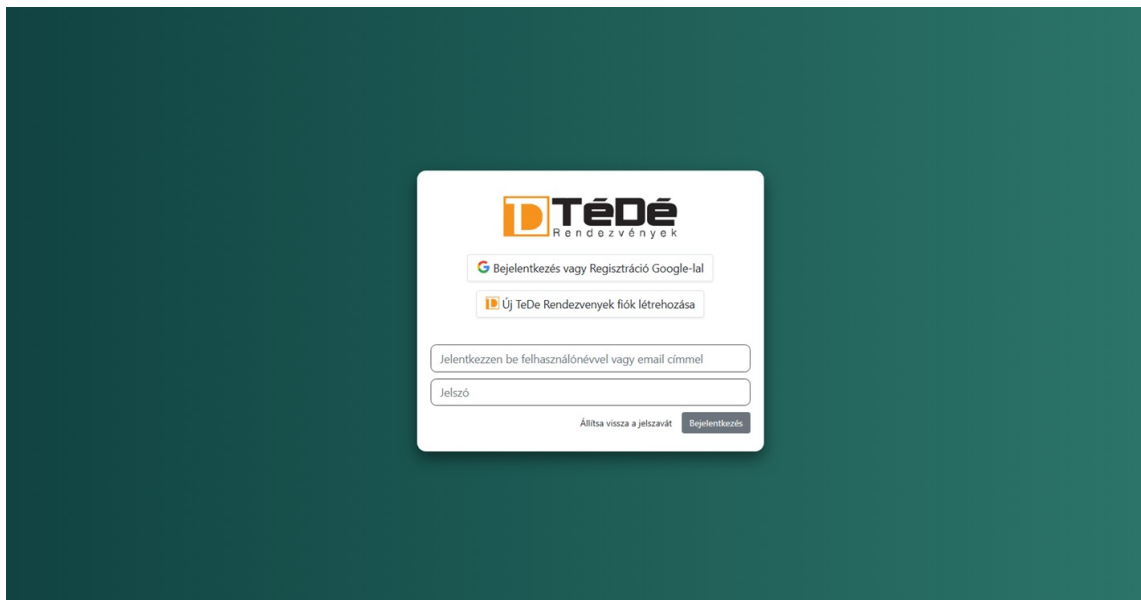 TéDé
Rendezvények
Bejelentkezés vagy Regisztráció Google-lal
Új TeDe Rendezvenyek fiók létrehozása
Jelentkezzen be felhasználónévvel vagy email címmel
Jelszó
Állítsa vissza a jelszavát Bejelentkezés